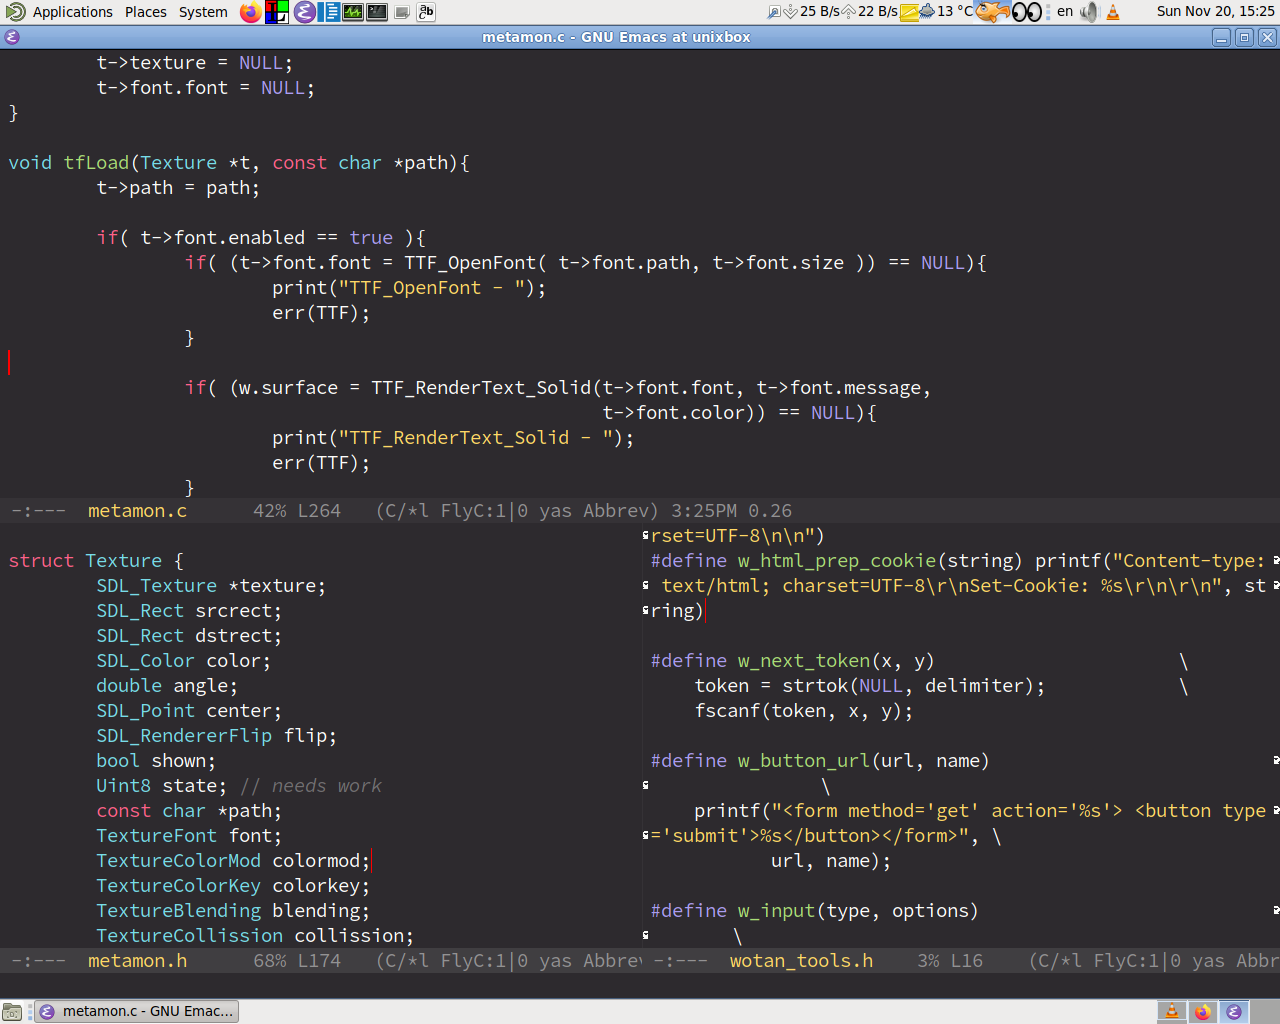 Applications Places System 25 B/s 22 B/s 13 °C en Sun Nov 20, 15:25
metamon.c - GNU Emacs at unixbox
t->texture = NULL;
t->font.font = NULL;
}
void tfLoad(Texture *t, const char *path){
t->path = path;
if( t->font.enabled == true ){
if( (t->font.font = TTF_OpenFont( t->font.path, t->font.size )) == NULL){
print("TTF_OpenFont - ");
err(TTF);
}
if( (w.surface = TTF_RenderText_Solid(t->font.font, t->font.message,
t->font.color)) == NULL){
print("TTF_RenderText_Solid - ");
err(TTF);
}
-:--- metamon.c 42% L264 (C/*l FlyC:1|0 yas Abbrev) 3:25PM 0.26
struct Texture {
SDL_Texture *texture;
SDL_Rect srcrect;
SDL_Rect dstrect;
SDL_Color color;
double angle;
SDL_Point center;
SDL_RendererFlip flip;
bool shown;
Uint8 state; // needs work
const char *path;
TextureFont font;
TextureColorMod colormod;
TextureColorKey colorkey;
TextureBlending blending;
TextureCollission collission;
-:--- metamon.h 68% L174 (C/*l FlyC:1|0 yas Abbrev
rset=UTF-8\n\n")
#define w_html_prep_cookie(string) printf("Content-type:
text/html; charset=UTF-8\r\nSet-Cookie: %s\r\n\r\n", st
ring)
#define w_next_token(x, y) \
token = strtok(NULL, delimiter); \
fscanf(token, x, y);
#define w_button_url(url, name)
\
printf("<form method='get' action='%s'> <button type
='submit'>%s</button></form>", \
url, name);
#define w_input(type, options)
\
-:--- wotan_tools.h 3% L16 (C/*l FlyC:1|0 yas Abbr
metamon.c - GNU Emac...